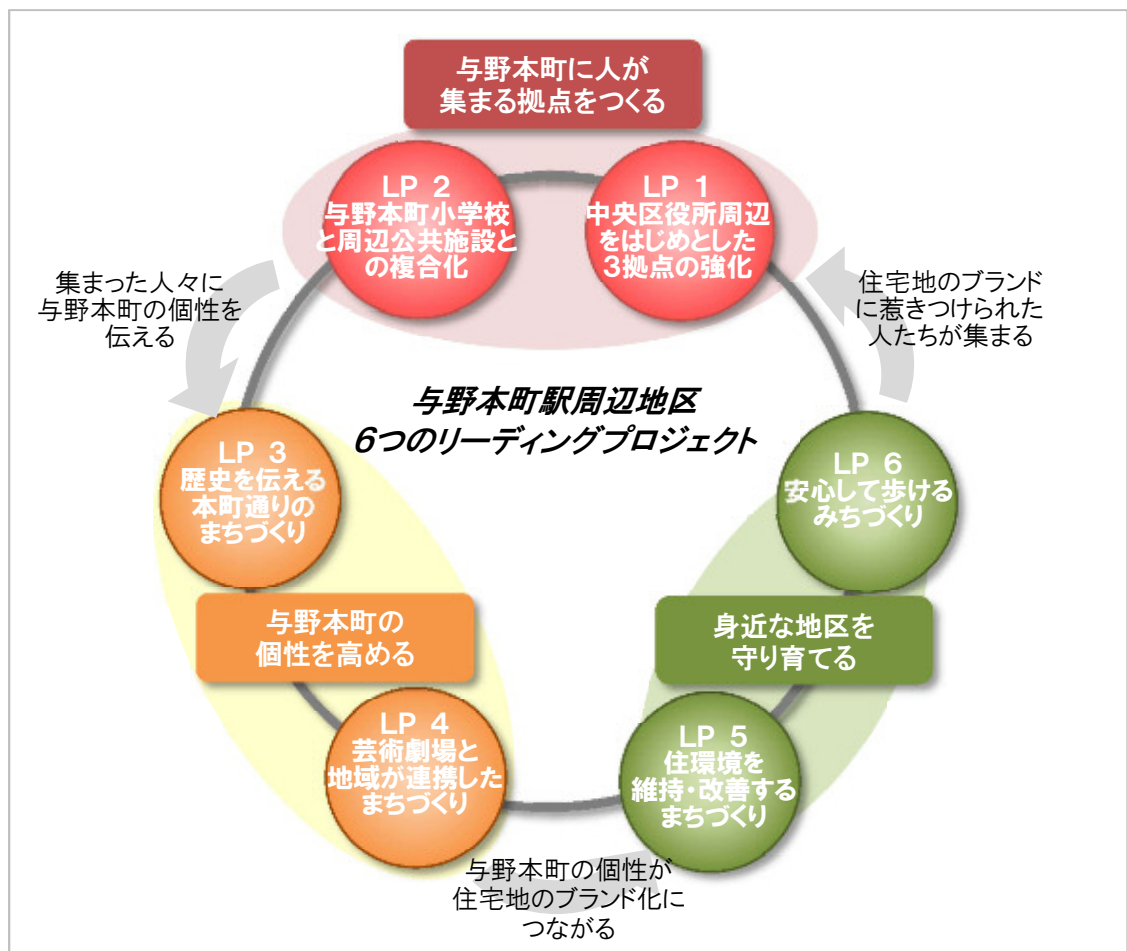 与野本町に人が
集まる拠点をつくる
LP 2
与野本町小学校
と周辺公共施設と
の複合化
LP 1
中央区役所周辺
をはじめとした
3拠点の強化
集まった人々に
与野本町の個性を
伝える
住宅地のブランド
に惹きつけられた
人たちが集まる
与野本町駅周辺地区
6つのリーディングプロジェクト
LP 3
歴史を伝える
本町通りの
まちづくり
LP 6
安心して歩ける
みちづくり
与野本町の
個性を高める
身近な地区を
守り育てる
LP 4
芸術劇場と
地域が連携した
まちづくり
LP 5
住環境を
維持・改善する
まちづくり
与野本町の個性が
住宅地のブランド化に
つながる